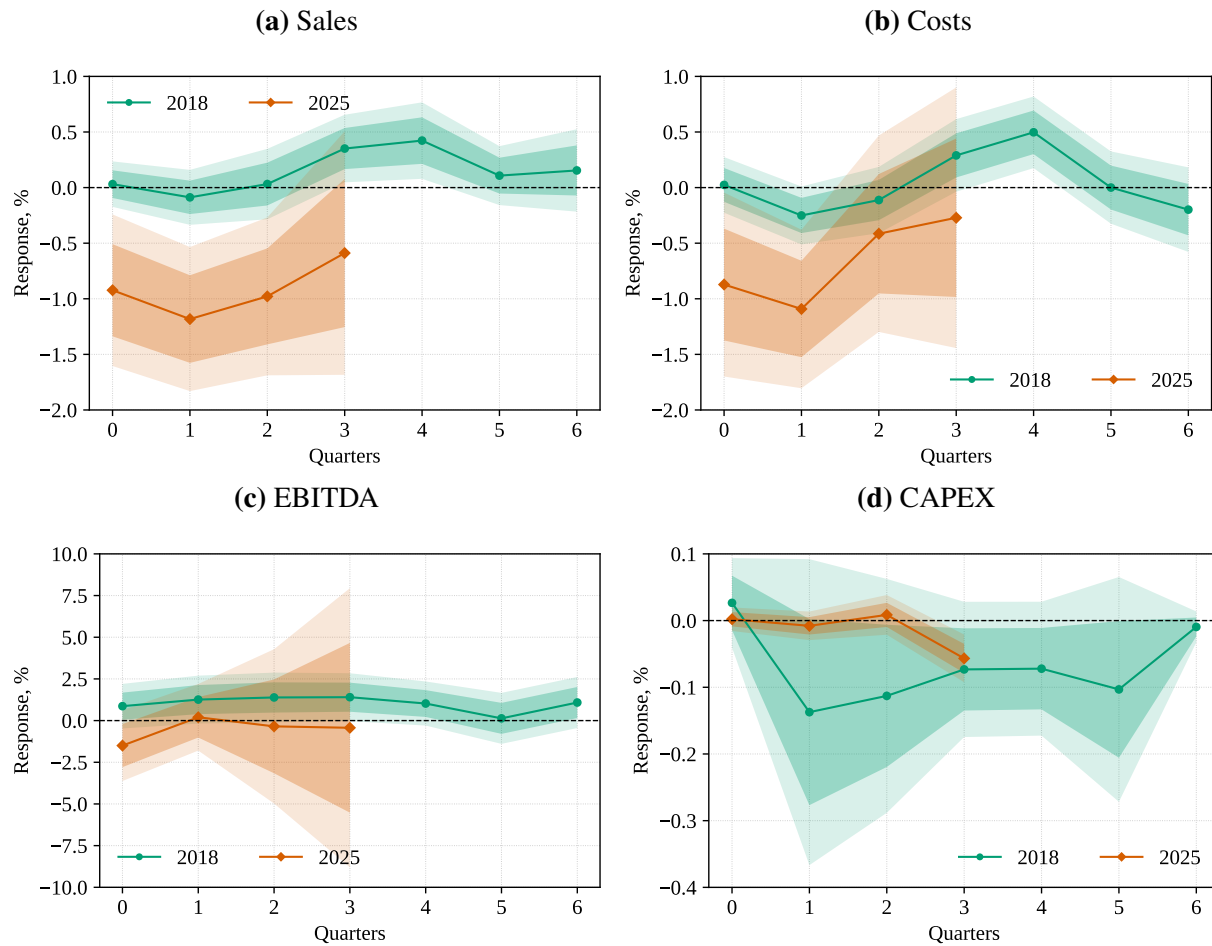 (a) Sales
(b) Costs
1.0
0.5
0.0
−0.5
−1.0
−1.5
−2.0
Response, %
2018
2025
0 1 2 3 4 5 6
Quarters
1.0
0.5
0.0
−0.5
−1.0
−1.5
−2.0
Response, %
2018
2025
0 1 2 3 4 5 6
Quarters
(c) EBITDA
(d) CAPEX
10.0
7.5
5.0
2.5
0.0
−2.5
−5.0
−7.5
−10.0
Response, %
2018
2025
0 1 2 3 4 5 6
Quarters
0.1
0.0
−0.1
−0.2
−0.3
−0.4
Response, %
2018
2025
0 1 2 3 4 5 6
Quarters